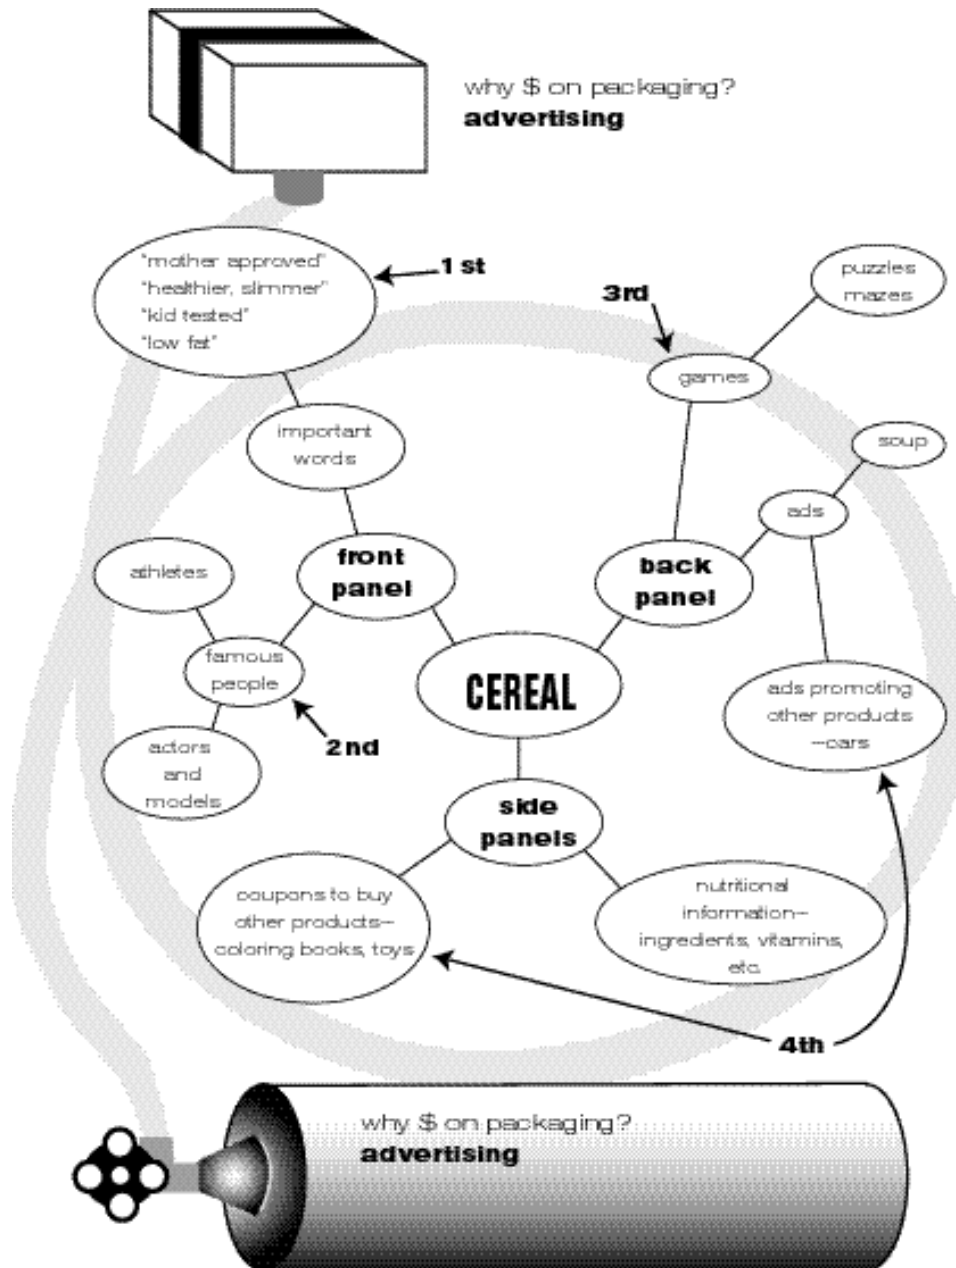 why $ on packaging?
advertising
"mother approved"
"healthier, slimmer"
"kid tested"
"low fat"
1st
3rd
puzzles
mazes
games
important
words
soup
ads
front
panel
back
panel
athletes
famous
people
CEREAL
ads promoting
other products
--cars
2nd
actors
and
models
side
panels
coupons to buy
other products--
coloring books, toys
nutritional
information--
ingredients, vitamins,
etc.
4th
why $ on packaging?
advertising